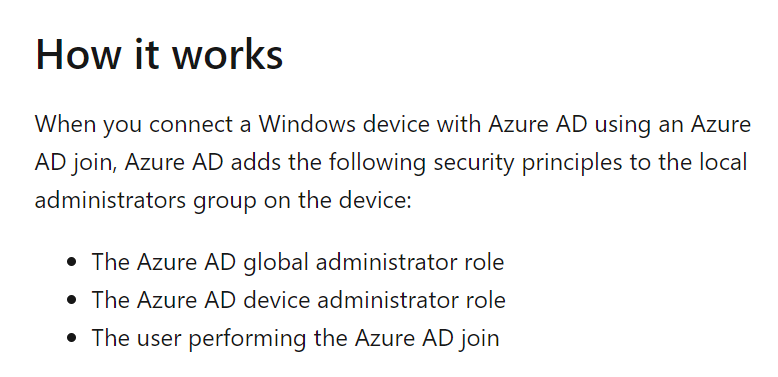 How it works
When you connect a Windows device with Azure AD using an Azure
AD join, Azure AD adds the following security principles to the local
administrators group on the device:
• The Azure AD global administrator role
• The Azure AD device administrator role
• The user performing the Azure AD join